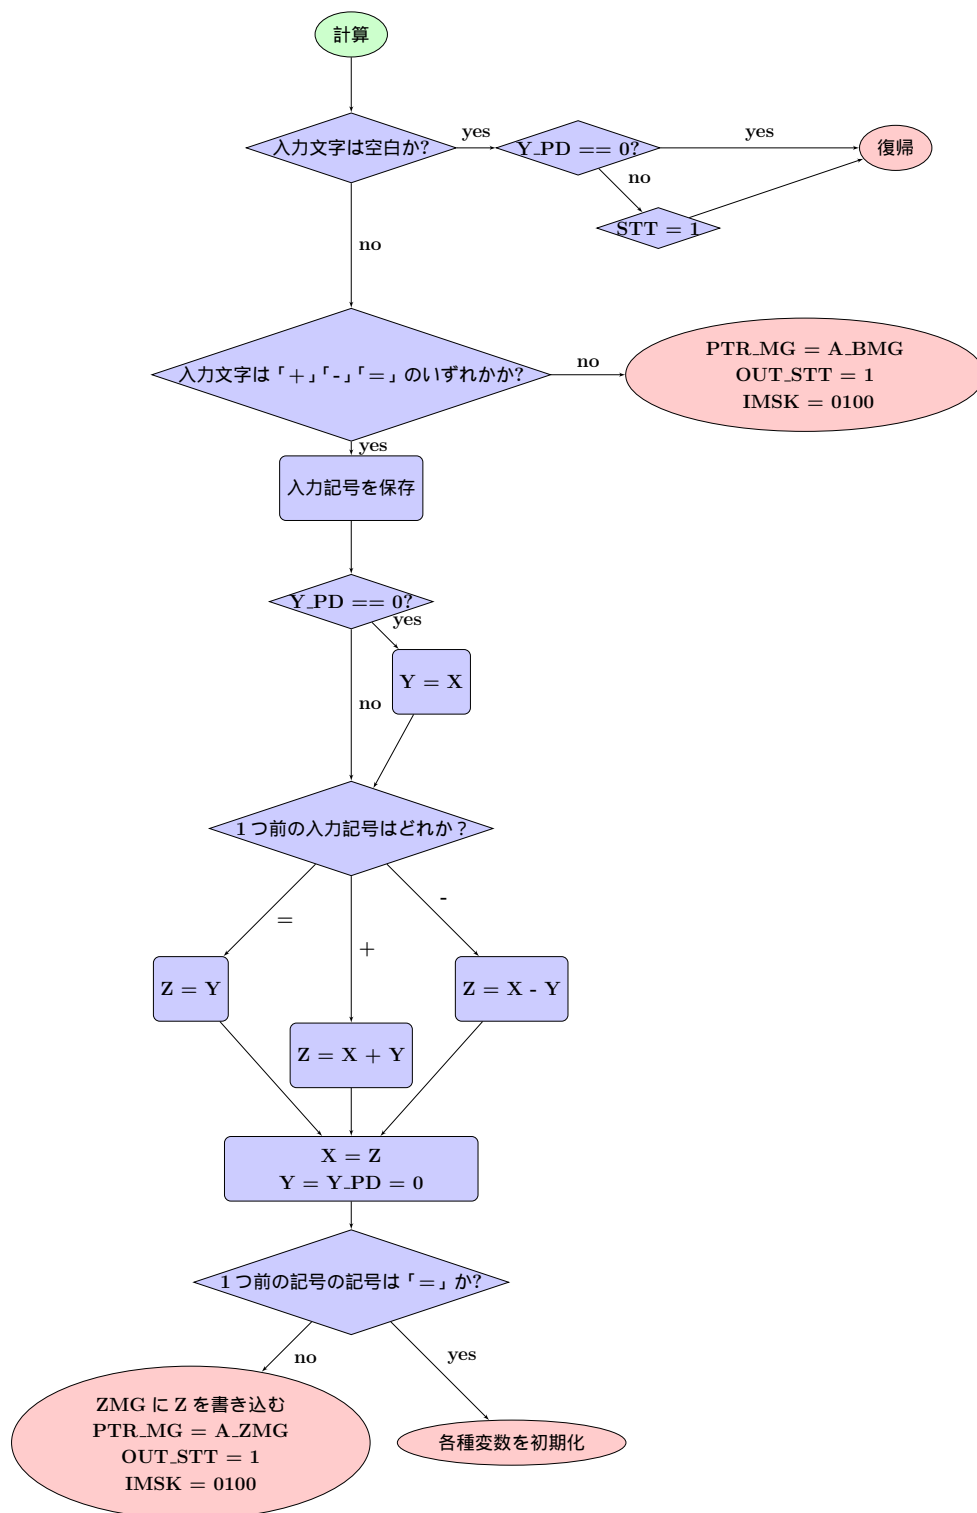 計算
入力文字は空白か?
yes
Y_PD == 0?
yes
復帰
no
STT = 1
no
入力文字は「+」「-」「=」のいずれかか?
no
PTR_MG = A_BMG
OUT_STT = 1
IMSK = 0100
yes
入力記号を保存
Y_PD == 0?
yes
Y = X
no
1つ前の入力記号はどれか？
=
+
-
Z = Y
Z = X - Y
Z = X + Y
X = Z
Y = Y_PD = 0
1つ前の記号の記号は「=」か?
no
yes
ZMG に Z を書き込む
PTR_MG = A_ZMG
OUT_STT = 1
IMSK = 0100
各種変数を初期化